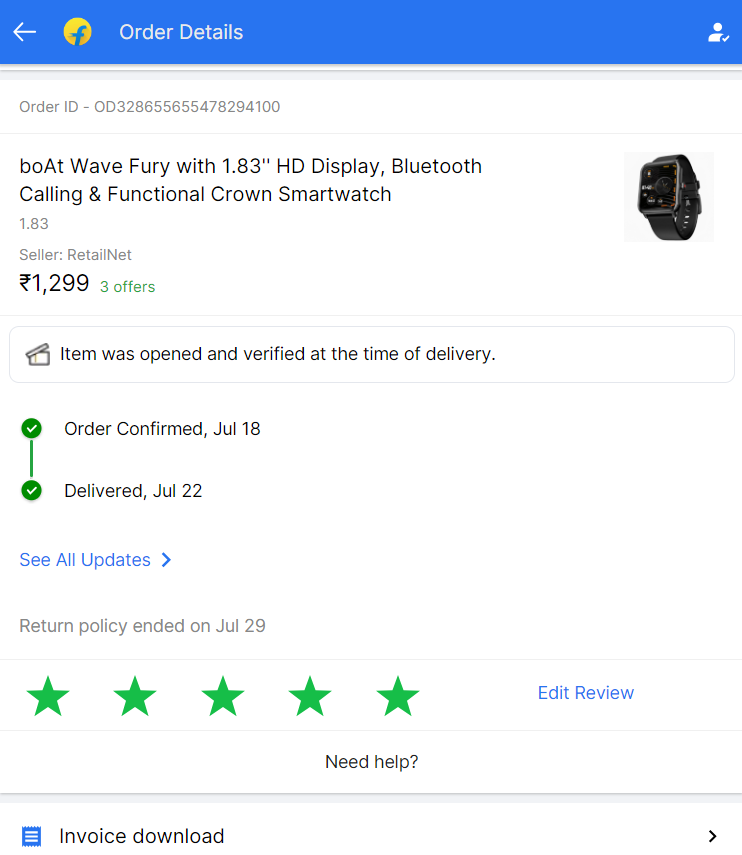 Order Details
Order ID - OD328655655478294100
boAt Wave Fury with 1.83'' HD Display, Bluetooth
Calling & Functional Crown Smartwatch
1.83
Seller: RetailNet
₹1,299 3 offers
Item was opened and verified at the time of delivery.
Order Confirmed, Jul 18
Delivered, Jul 22
See All Updates
Return policy ended on Jul 29
Edit Review
Need help?
Invoice download